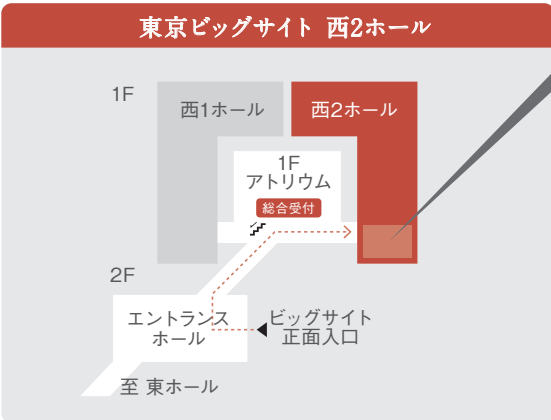 東京ビッグサイト 西2ホール
1F
西1ホール
西2ホール
1F
アトリウム
総合受付
2F
エントランス
ホール
ビッグサイト
正面入口
至 東ホール